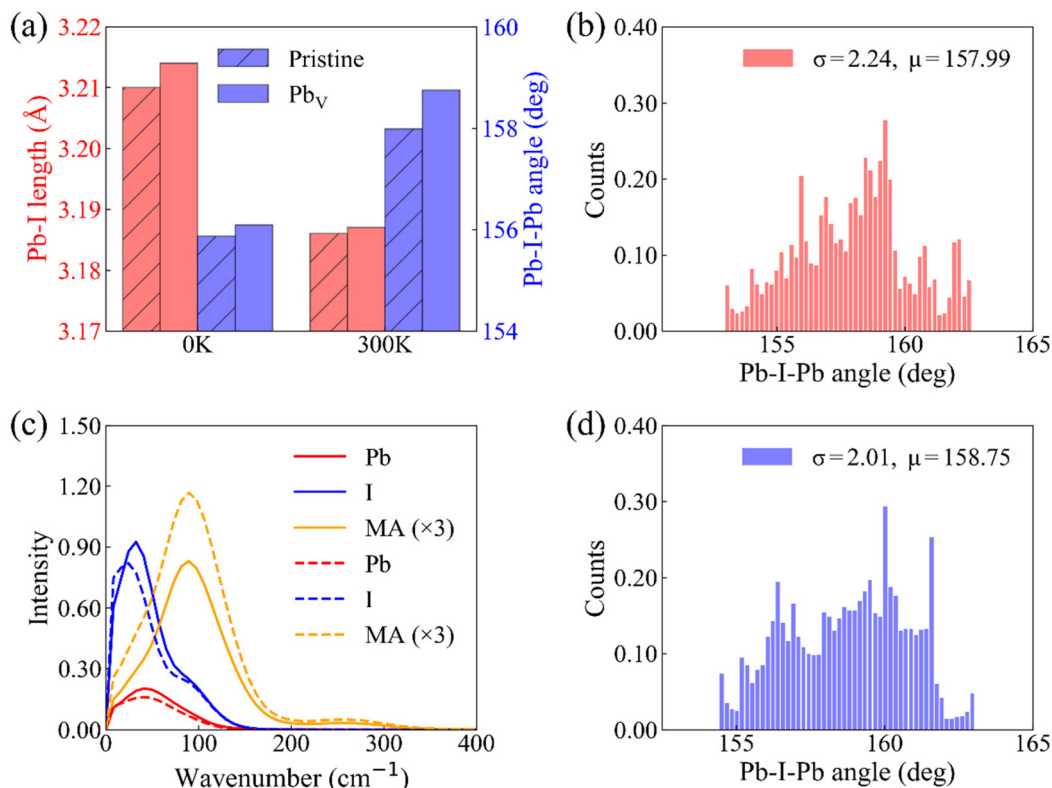 (a)
3.22
3.21
3.20
3.19
3.18
3.17
Pb-I length (Å)
Pristine
PbV
0K
300K
160
158
156
154
Pb-I-Pb angle (deg)
(b)
0.40
0.30
0.20
0.10
0.00
Counts
σ=2.24, μ=157.99
155
160
165
Pb-I-Pb angle (deg)
(c)
1.50
1.20
0.90
0.60
0.30
0.00
Intensity
Pb
I
MA (×3)
Pb
I
MA (×3)
0
100
200
300
400
Wavenumber (cm⁻¹)
(d)
0.40
0.30
0.20
0.10
0.00
Counts
σ=2.01, μ=158.75
155
160
165
Pb-I-Pb angle (deg)